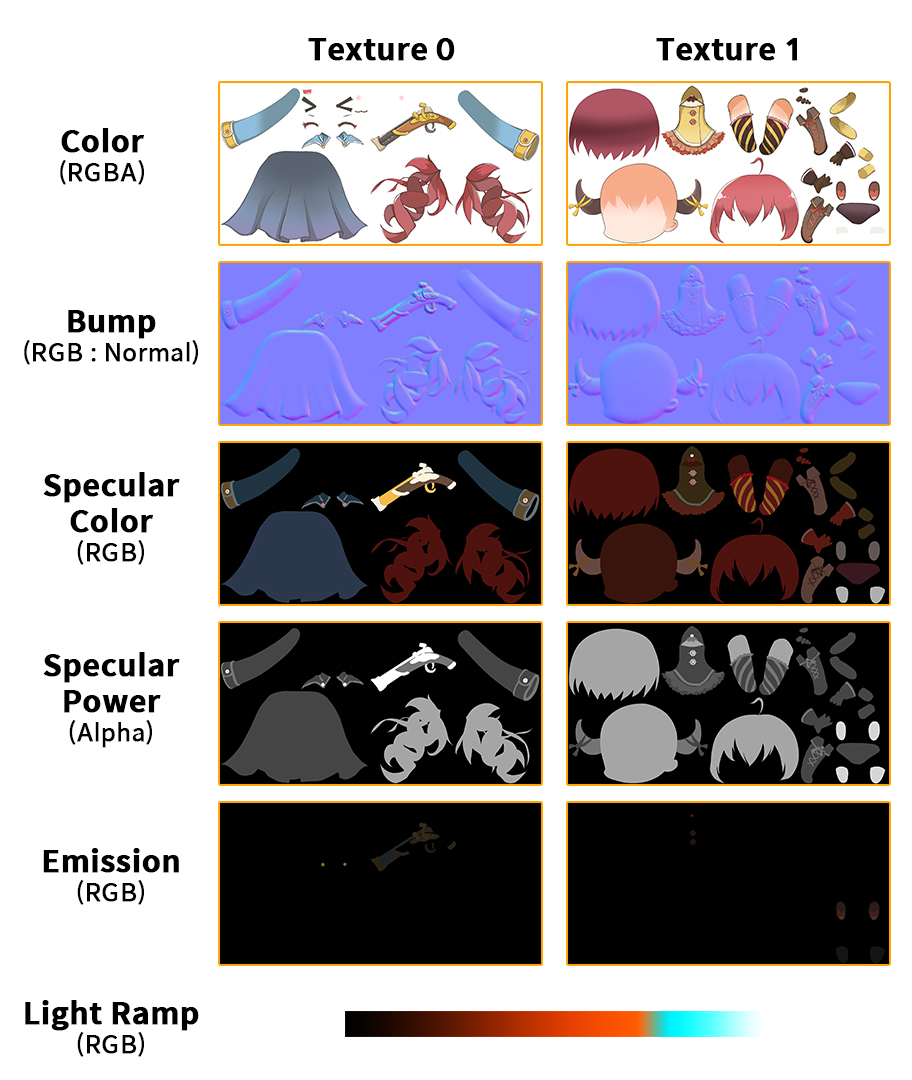 Texture 0
Texture 1
Color
(RGBA)
Bump
(RGB : Normal)
Specular
Color
(RGB)
Specular
Power
(Alpha)
Emission
(RGB)
Light Ramp
(RGB)